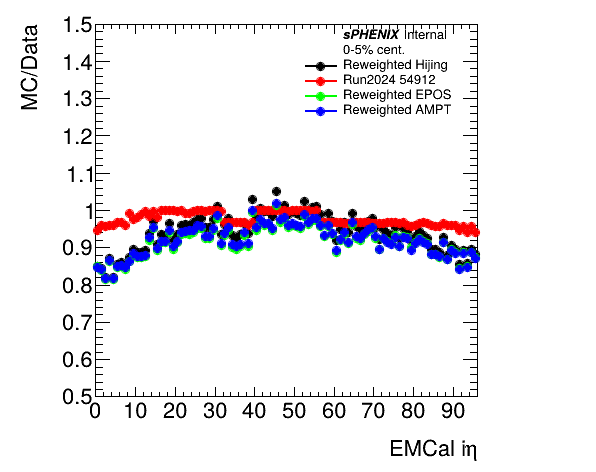 MC/Data
1.5
1.4
1.3
1.2
1.1
1
0.9
0.8
0.7
0.6
0.5
sPHENIX Internal
0-5% cent.
Reweighted Hijing
Run2024 54912
Reweighted EPOS
Reweighted AMPT
0 10 20 30 40 50 60 70 80 90
EMCal iη